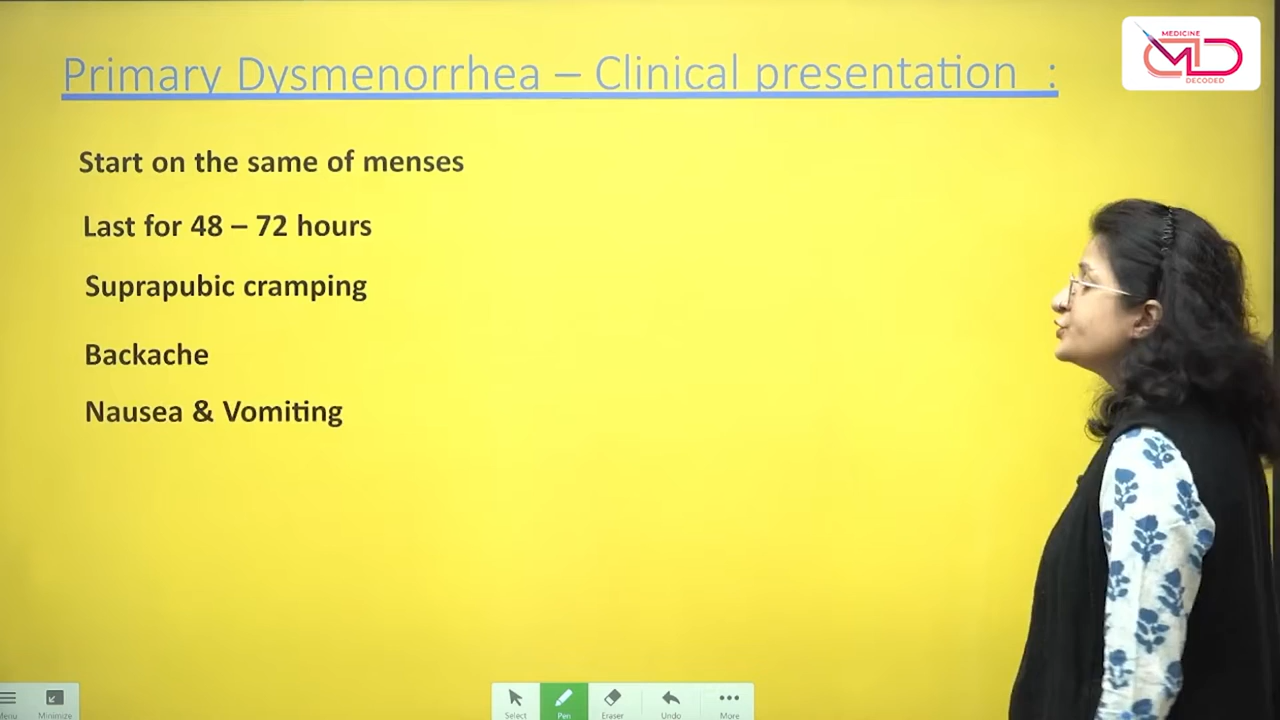 Primary Dysmenorrhea – Clinical presentation :
MEDICINE
MD
DECODED
Start on the same of menses
Last for 48 – 72 hours
Suprapubic cramping
Backache
Nausea & Vomiting
Menu
Minimize
Select
Pen
Eraser
Undo
More